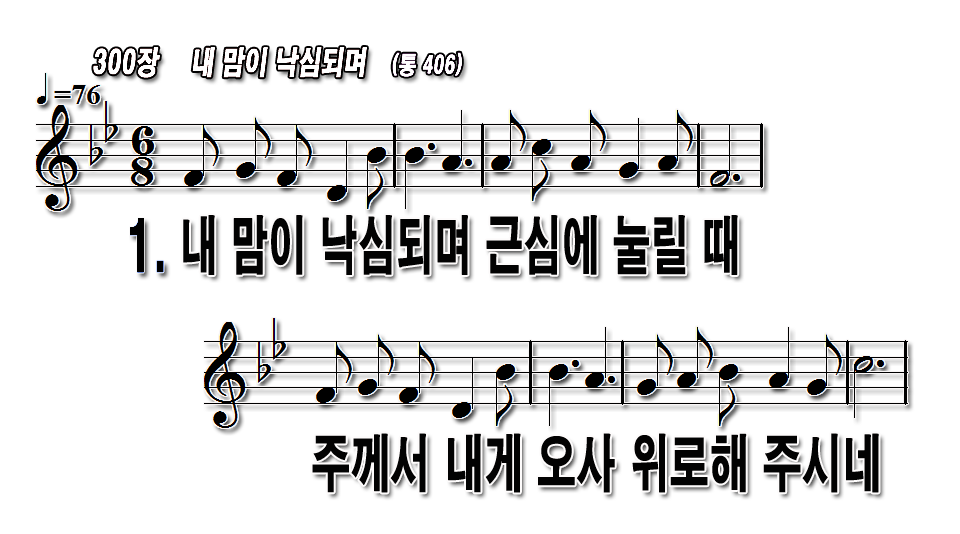 300장 내 맘이 낙심되며 (통 406)
♩=76
6
8
1. 내 맘이 낙심되며 근심에 눌릴 때
주께서 내게 오사 위로해 주시네